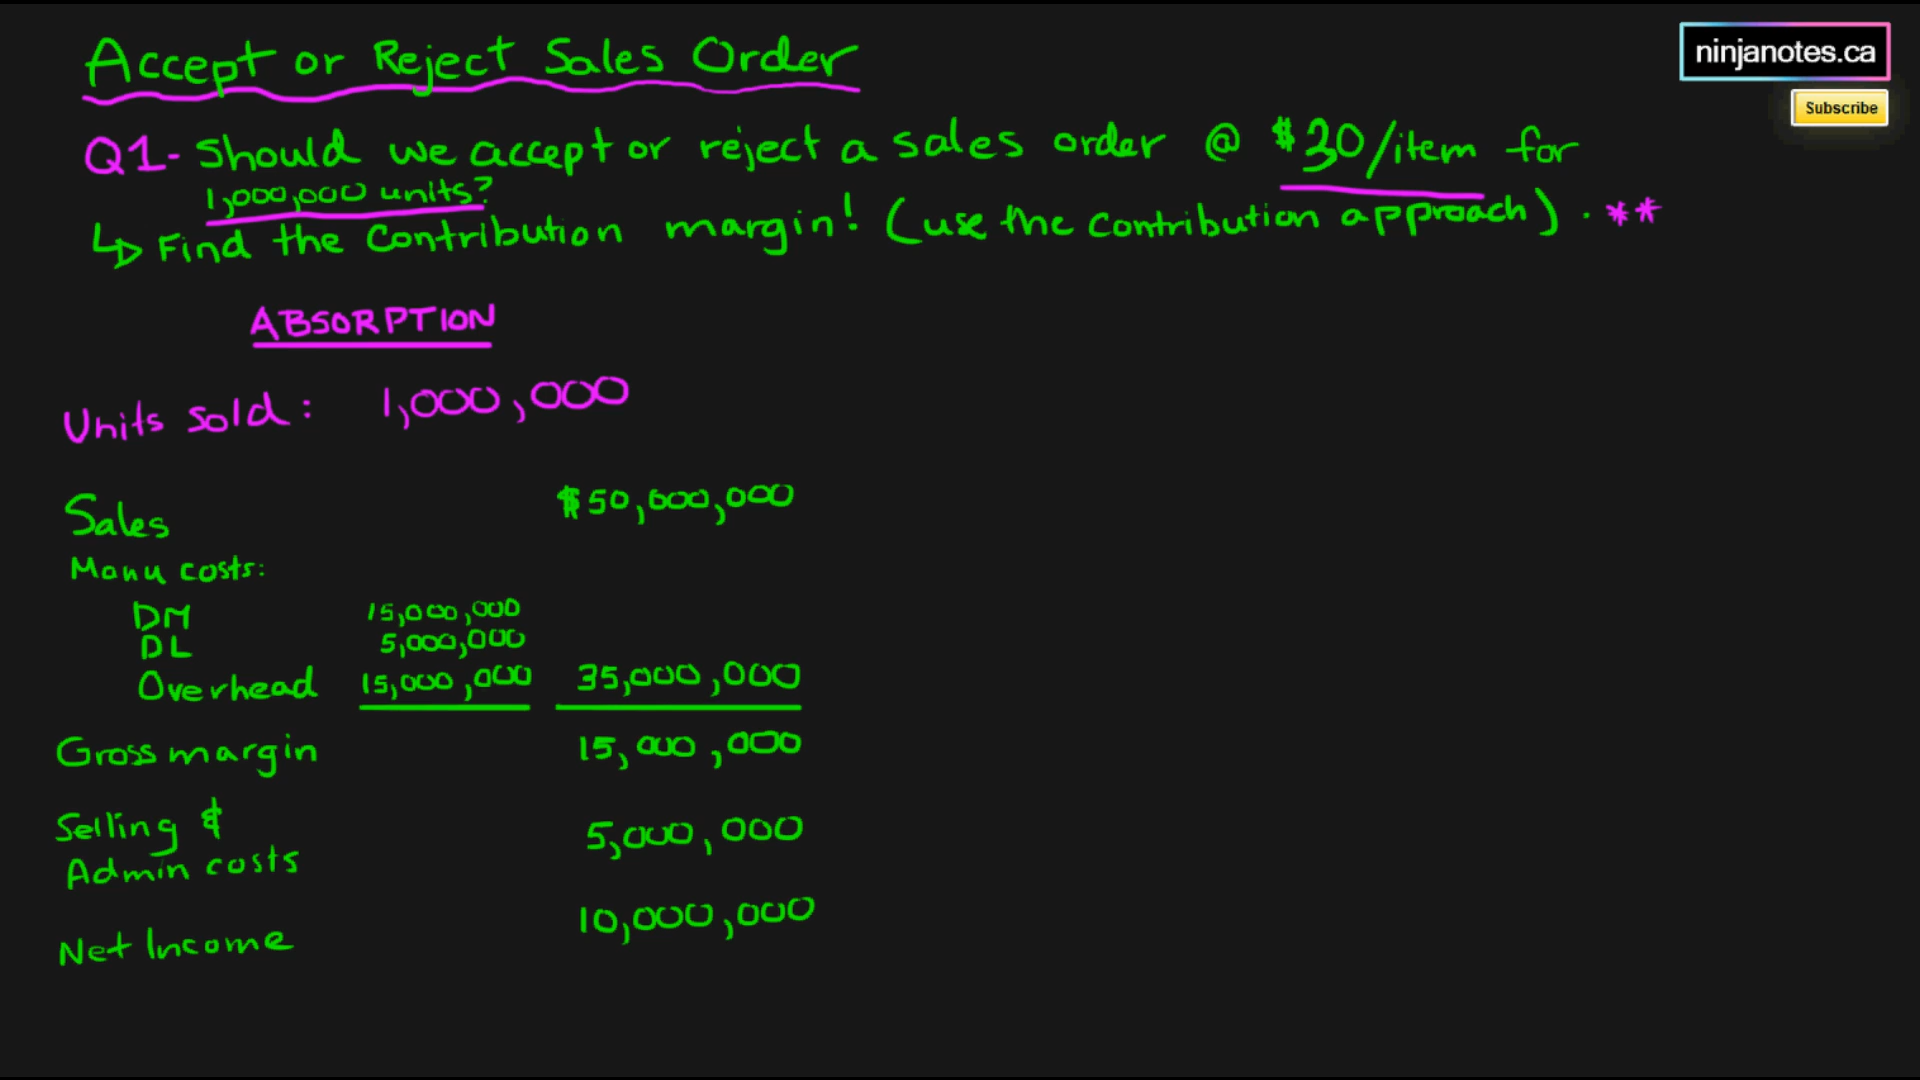 Accept or Reject Sales Order
ninjanotes.ca
Subscribe
Q1- Should we accept or reject a sales order @ $30/item for
1,000,000 units?
↳ Find the contribution margin! (use the contribution approach). **
ABSORPTION
Units sold: 1,000,000
Sales $50,000,000
Manu costs:
DM 15,000,000
DL 5,000,000
Overhead 15,000,000 35,000,000
Gross margin 15,000,000
Selling &
Admin costs 5,000,000
Net Income 10,000,000